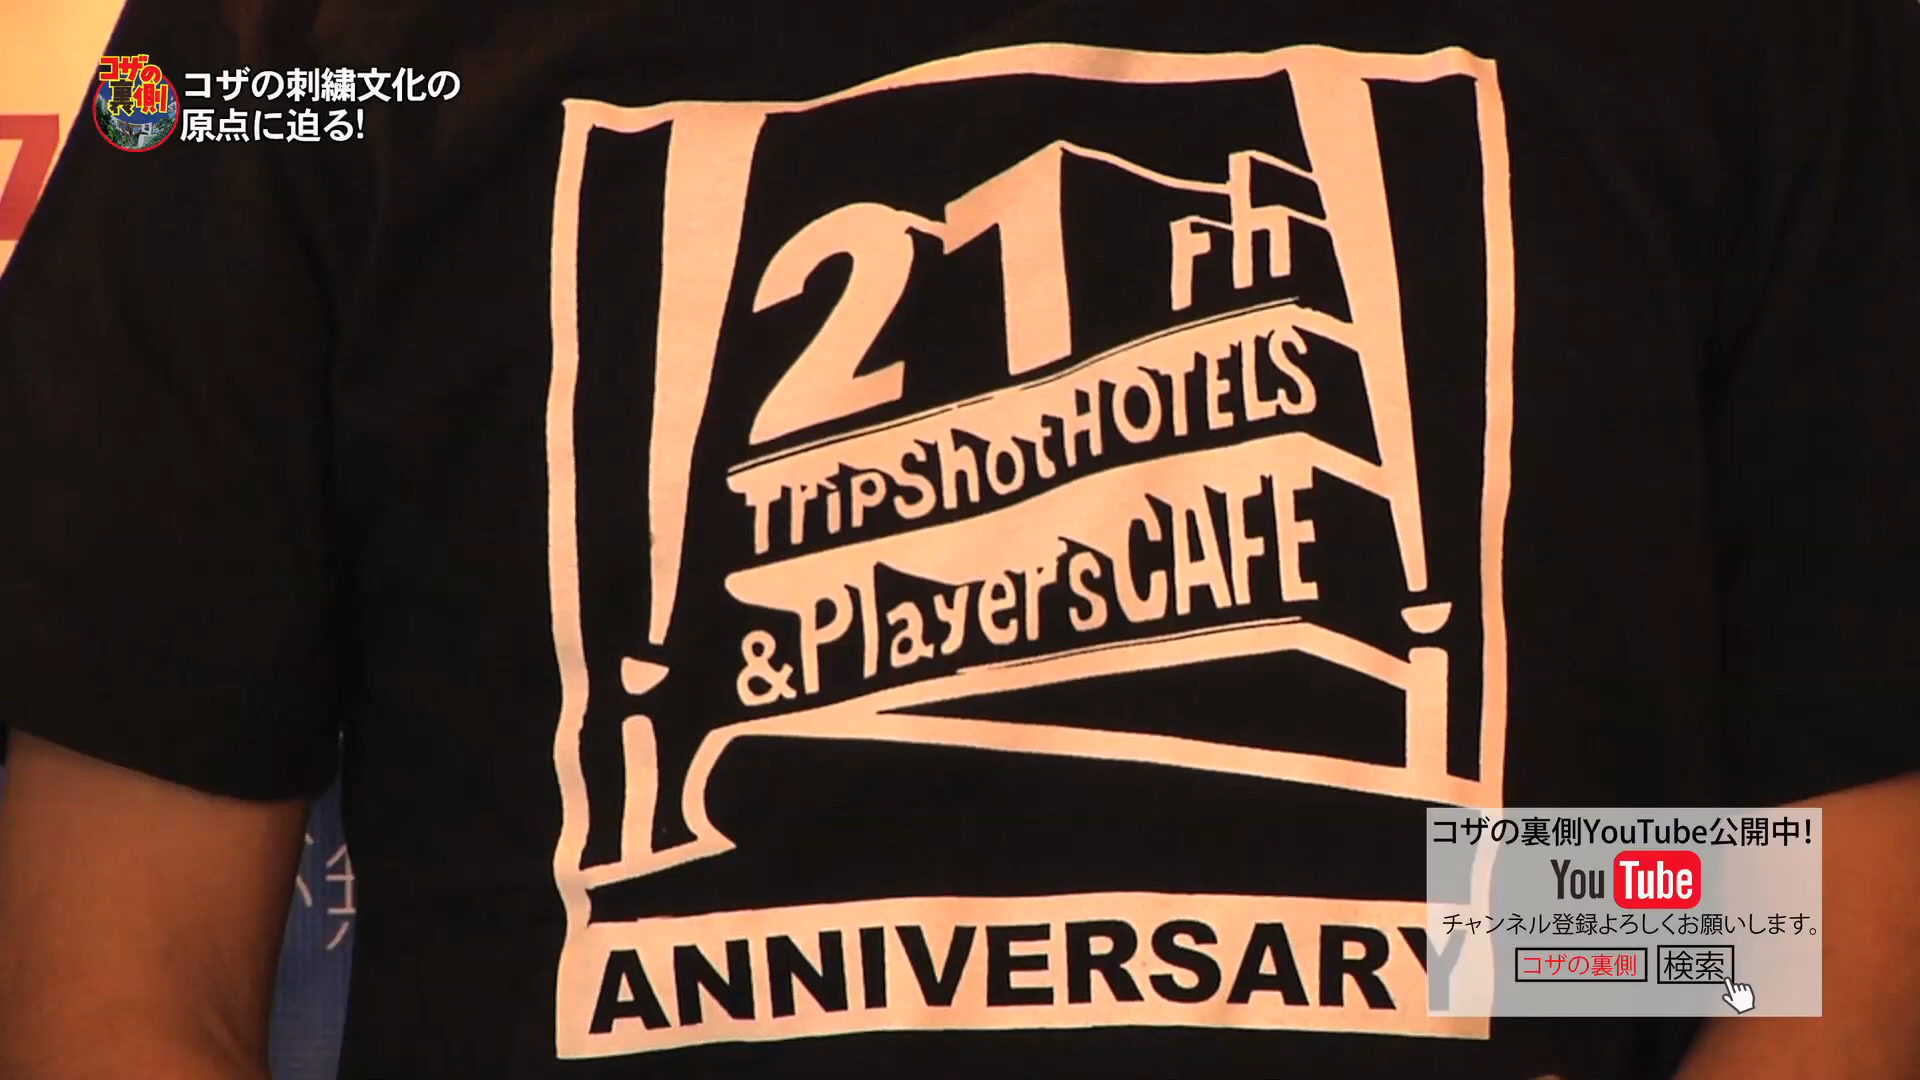 コザの裏側
コザの刺繍文化の
原点に迫る!
7
21Th
TripShotHOTELS
&Player'sCAFE
ANNIVERSARY
コザの裏側YouTube公開中!
YouTube
チャンネル登録よろしくお願いします。
コザの裏側 検索